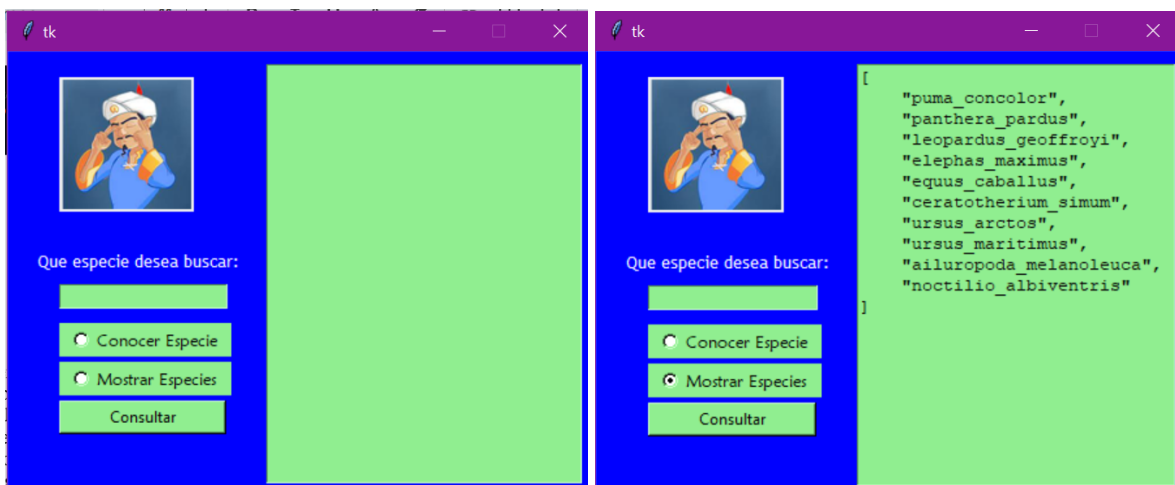 tk
Que especie desea buscar:
Conocer Especie
Mostrar Especies
Consultar
tk
Que especie desea buscar:
Conocer Especie
Mostrar Especies
Consultar
[
"puma_concolor",
"panthera_pardus",
"leopardus_geoffroyi",
"elephas_maximus",
"equus_caballus",
"ceratotherium_simum",
"ursus_arctos",
"ursus_maritimus",
"ailuropoda_melanoleuca",
"noctilio_albiventris"
]